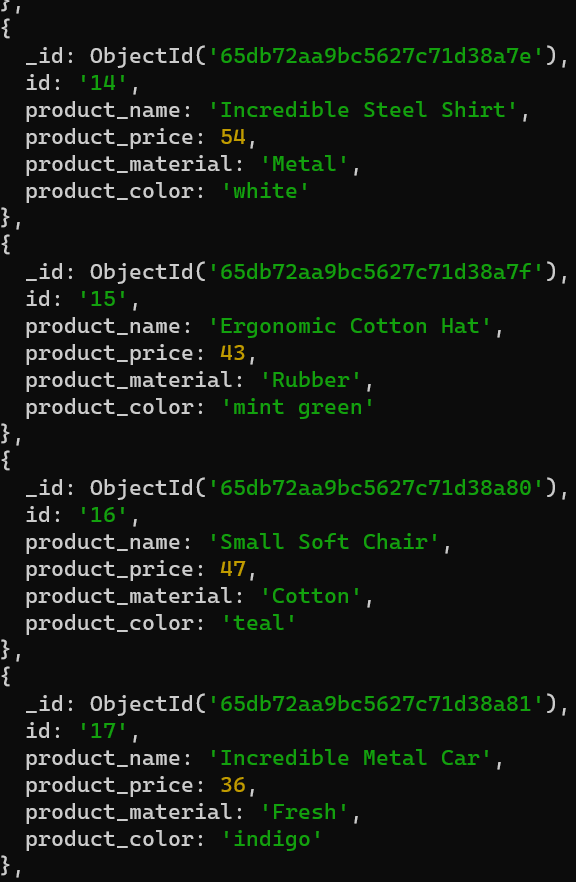 },
{
  _id: ObjectId('65db72aa9bc5627c71d38a7e'),
  id: '14',
  product_name: 'Incredible Steel Shirt',
  product_price: 54,
  product_material: 'Metal',
  product_color: 'white'
},
{
  _id: ObjectId('65db72aa9bc5627c71d38a7f'),
  id: '15',
  product_name: 'Ergonomic Cotton Hat',
  product_price: 43,
  product_material: 'Rubber',
  product_color: 'mint green'
},
{
  _id: ObjectId('65db72aa9bc5627c71d38a80'),
  id: '16',
  product_name: 'Small Soft Chair',
  product_price: 47,
  product_material: 'Cotton',
  product_color: 'teal'
},
{
  _id: ObjectId('65db72aa9bc5627c71d38a81'),
  id: '17',
  product_name: 'Incredible Metal Car',
  product_price: 36,
  product_material: 'Fresh',
  product_color: 'indigo'
},